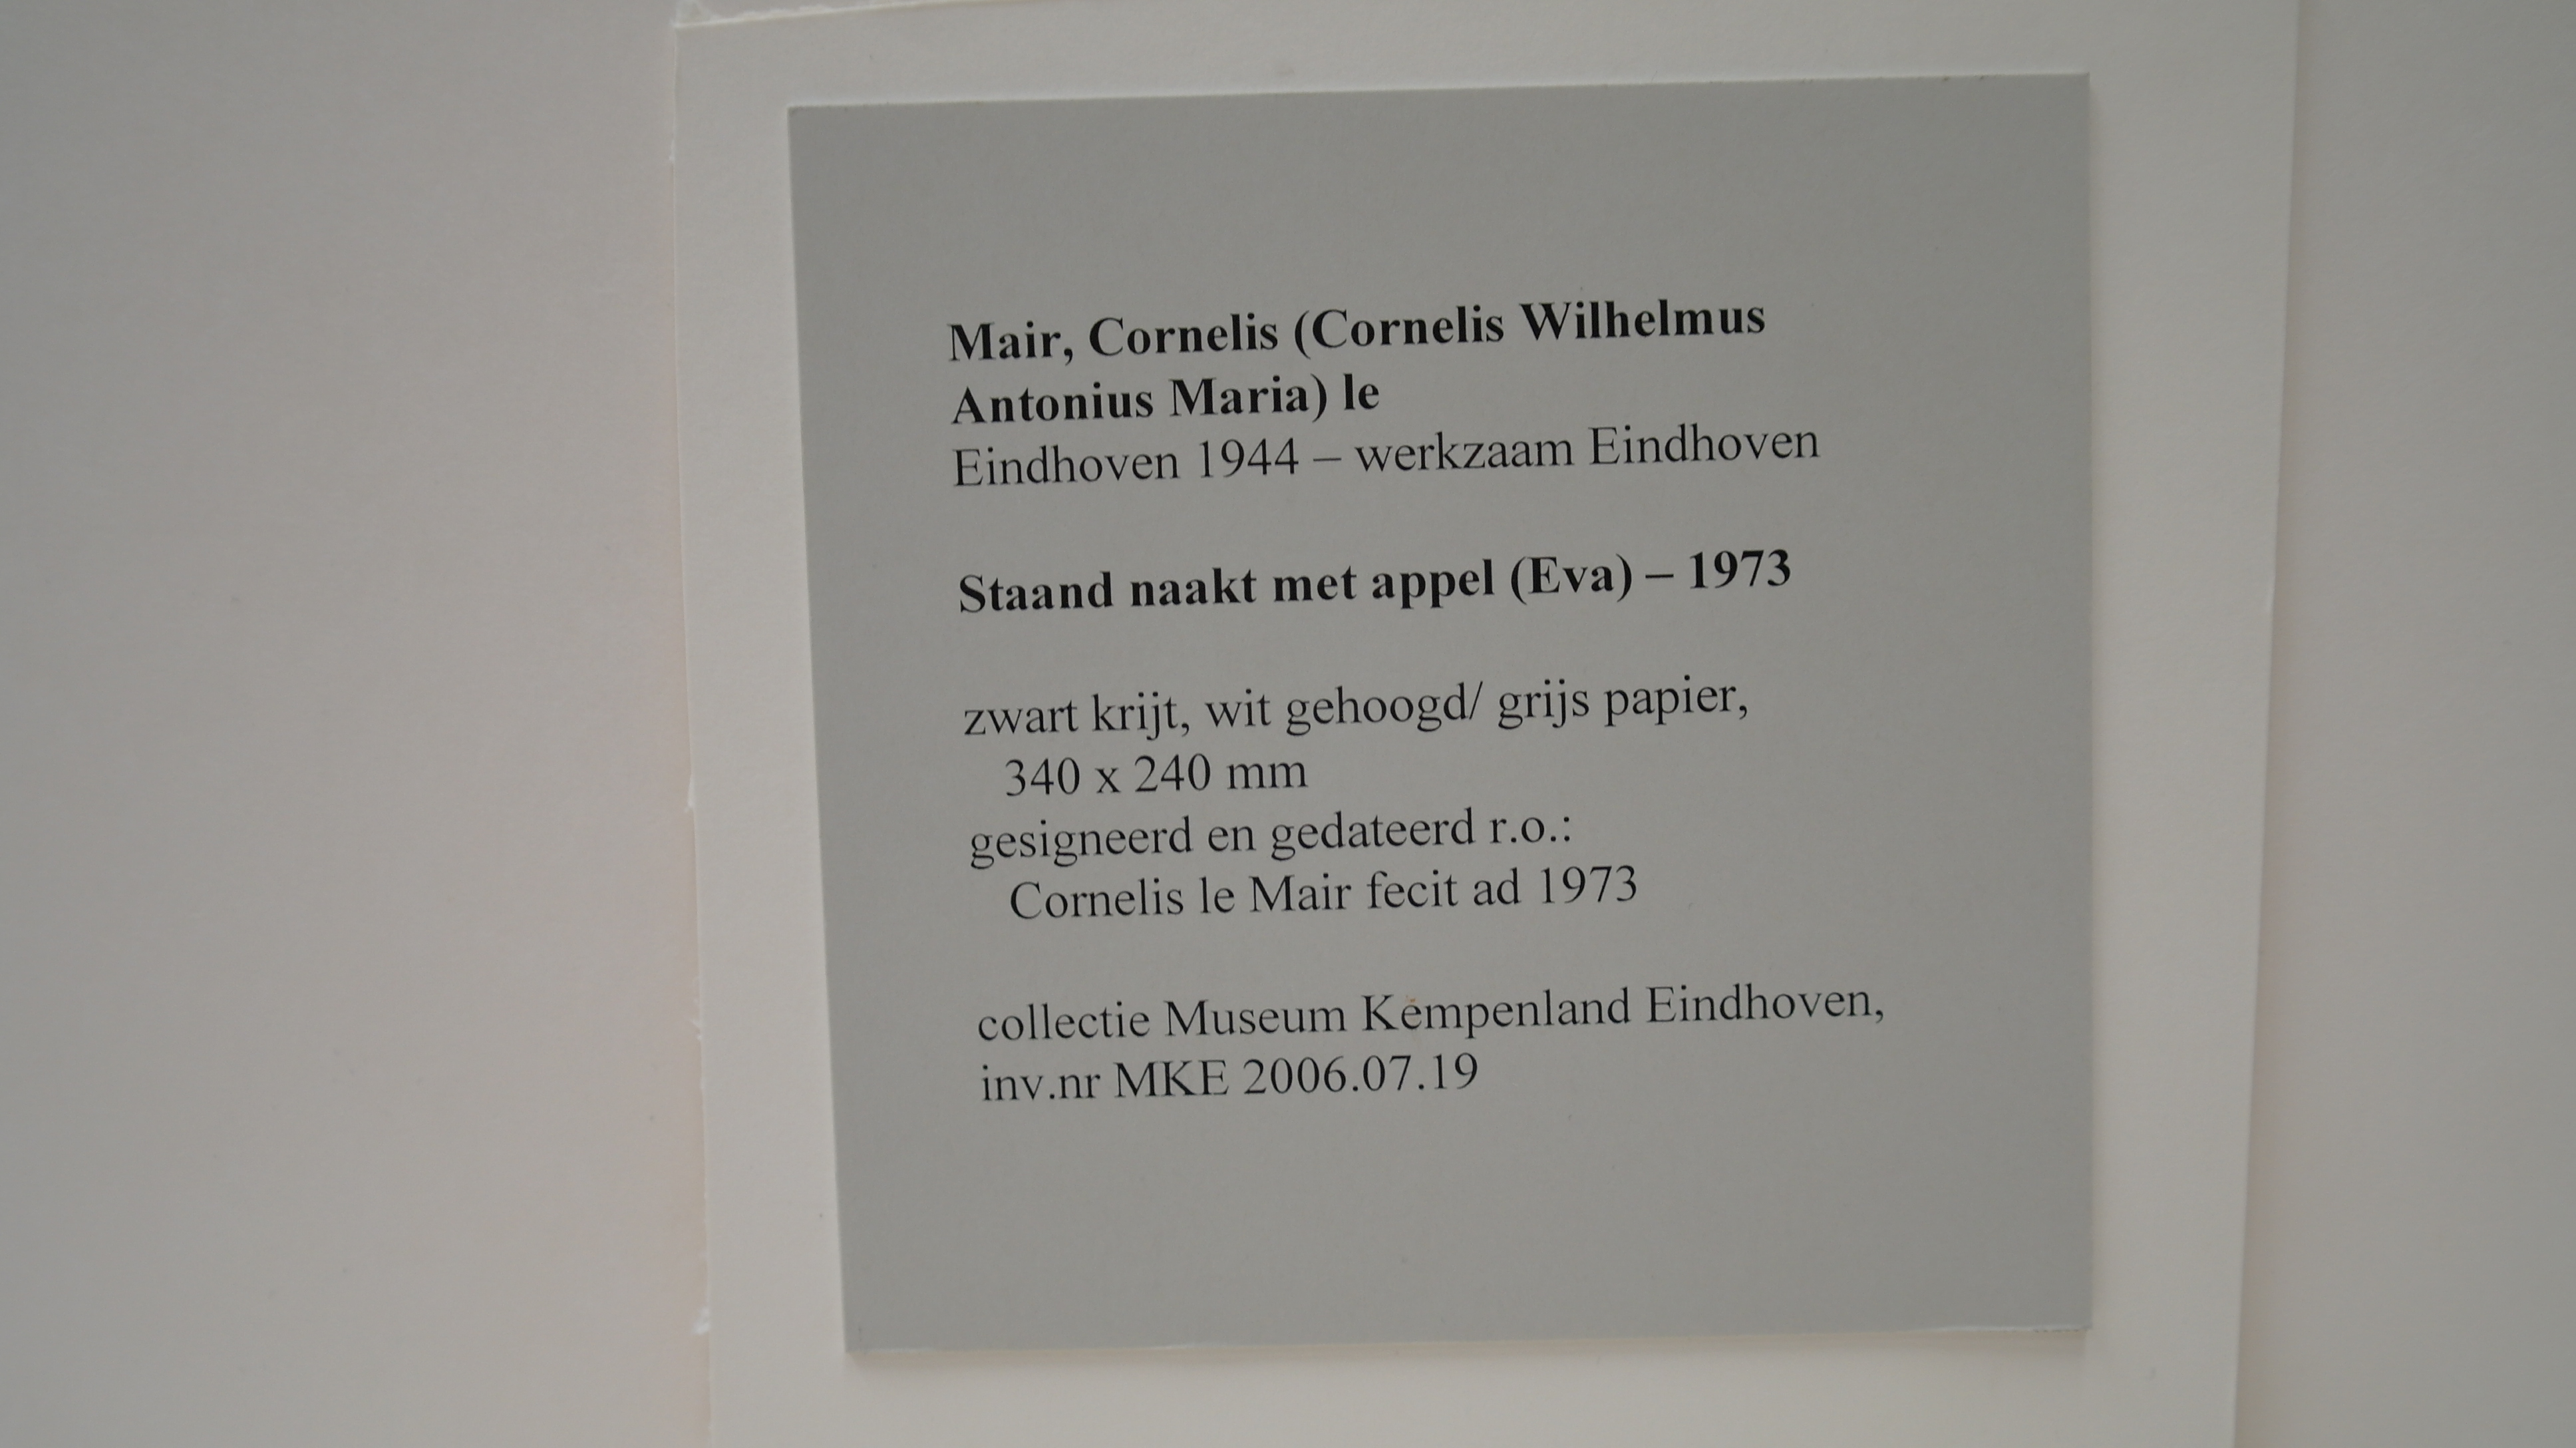 Mair, Cornelis (Cornelis Wilhelmus
Antonius Maria) le
Eindhoven 1944 – werkzaam Eindhoven
Staand naakt met appel (Eva) – 1973
zwart krijt, wit gehoogd/ grijs papier,
340 x 240 mm
gesigneerd en gedateerd r.o.:
Cornelis le Mair fecit ad 1973
collectie Museum Kempenland Eindhoven,
inv.nr MKE 2006.07.19